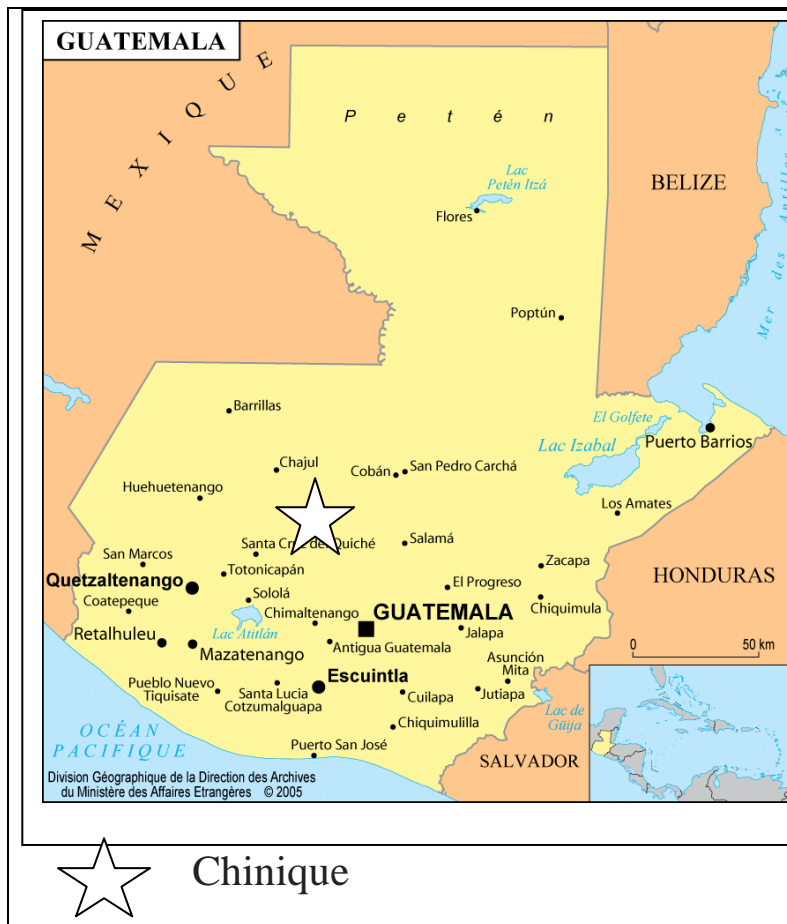 GUATEMALA
MEXIQUE
Petén
Lac
Petén Itzá
Flores
BELIZE
Mer des Antilles
Poptún
Barrillas
El Golfete
Lac Izabal
Puerto Barrios
Chajul
Cobán
San Pedro Carchá
Huehuetenango
Los Amates
Santa Cruz del Quiché
Salamá
San Marcos
Totonicapán
Zacapa
Quetzaltenango
El Progreso
HONDURAS
Coatepeque
Sololá
Chimaltenango
GUATEMALA
Chiquimula
Retalhuleu
Lac Atitlán
Antigua Guatemala
Jalapa
Mazatenango
0 50 km
Asunción
Mita
Escuintla
Pueblo Nuevo
Tiquisate
Santa Lucia
Cotzumalguapa
Cuilapa
Jutiapa
Lac de
Güija
Chiquimulilla
OCÉAN
PACIFIQUE
Puerto San José
SALVADOR
Division Géographique de la Direction des Archives
du Ministère des Affaires Etrangères © 2005
Chinique